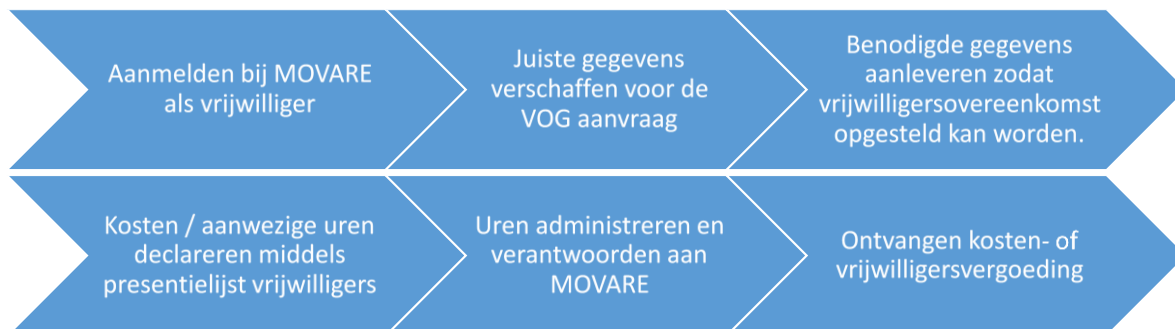 Aanmelden bij MOVARE
als vrijwilliger
Juiste gegevens
verschaffen voor de
VOG aanvraag
Benodigde gegevens
aanleveren zodat
vrijwilligersovereenkomst
opgesteld kan worden.
Kosten / aanwezige uren
declareren middels
presentielijst vrijwilligers
Uren administreren en
verantwoorden aan
MOVARE
Ontvangen kosten- of
vrijwilligersvergoeding